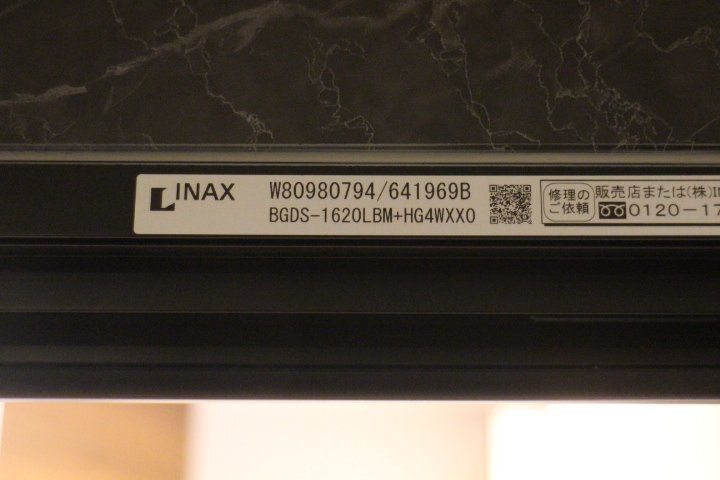 INAX
W80980794/641969B
BGDS-1620LBM+HG4WXX0
修理の
ご依頼
販売店または(株)I
0120-17